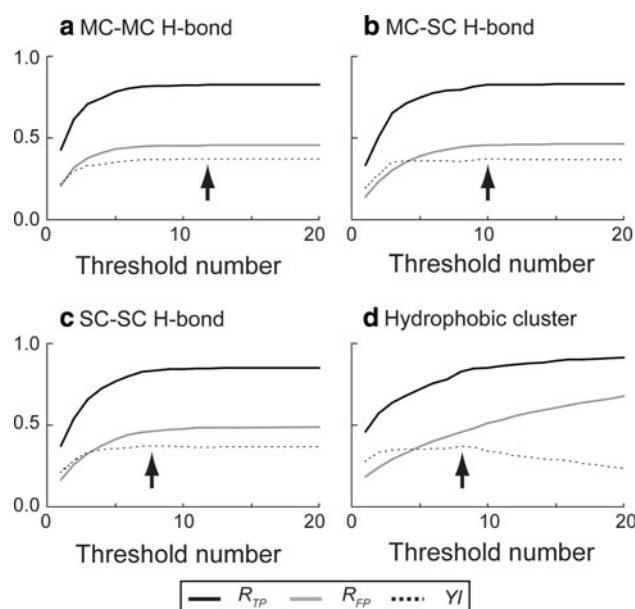 a MC-MC H-bond
b MC-SC H-bond
1.0
0.5
0.0
0 10 20
0 10 20
Threshold number
Threshold number
c SC-SC H-bond
d Hydrophobic cluster
1.0
0.5
0.0
0 10 20
0 10 20
Threshold number
Threshold number
R_TP R_FP YI